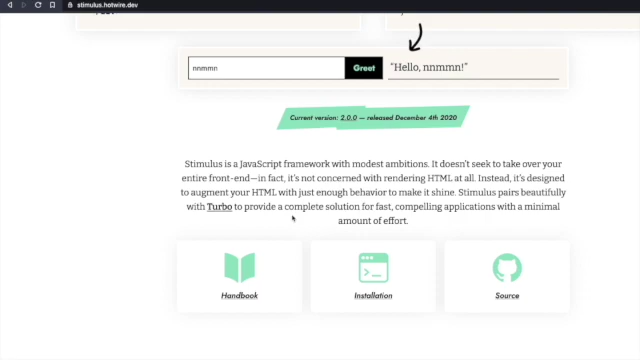 stimulus.hotwire.dev
nnmmn
Greet
“Hello, nnmmn!”
Current version: 2.0.0 — released December 4th 2020
Stimulus is a JavaScript framework with modest ambitions. It doesn’t seek to take over your
entire front-end—in fact, it’s not concerned with rendering HTML at all. Instead, it’s designed
to augment your HTML with just enough behavior to make it shine. Stimulus pairs beautifully
with Turbo to provide a complete solution for fast, compelling applications with a minimal
amount of effort.
Handbook
Installation
Source